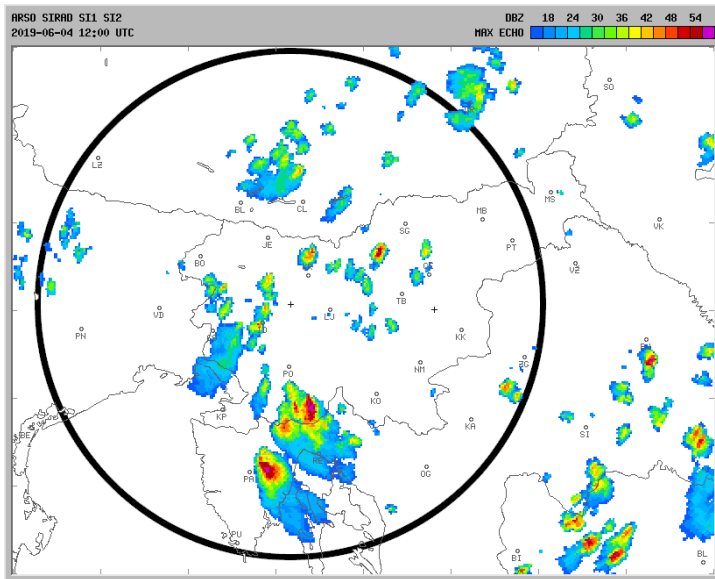 ARSO SIRAD SI1 SI2
DBZ 18 24 30 36 42 48 54
2019-06-04 12:00 UTC
MAX ECHO
SO
LZ
MS
BL
CL
MB
VK
SG
JE
PT
BO
VZ
TB
VD
LJ
PN
KK
ZG
PO
NM
KO
KP
KA
BE
SI
PA
OG
PU
BI
BL